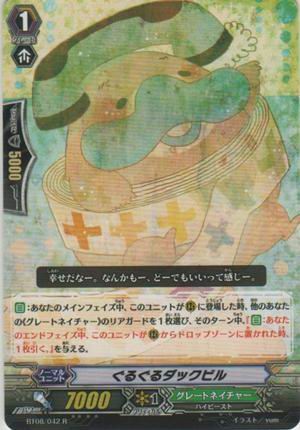 1
5000
幸せだなー。なんかもー、どーでもいいって感じー。
:あなたのメインフェイズ中、このユニットがに登場した時、他のあなたの《グレートネイチャー》のリアガードを1枚選び、そのターン中、『:
あなたのエンドフェイズ中、このユニットがからドロップゾーンに置かれた時、
1枚引く。』を与える。
ノーマル
ユニット
ぐるぐるダックビル
7000
1
グレートネイチャー
ハイビースト
BT08/042 R
イラスト/yum